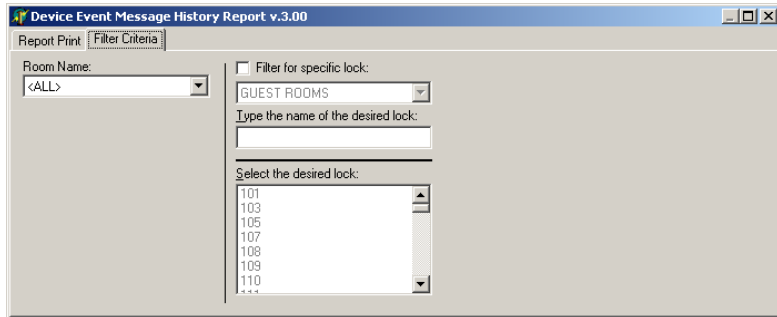 Device Event Message History Report v.3.00
Report Print Filter Criteria
Room Name:
<ALL>
Filter for specific lock:
GUEST ROOMS
Type the name of the desired lock:
Select the desired lock:
101
103
105
107
108
109
110